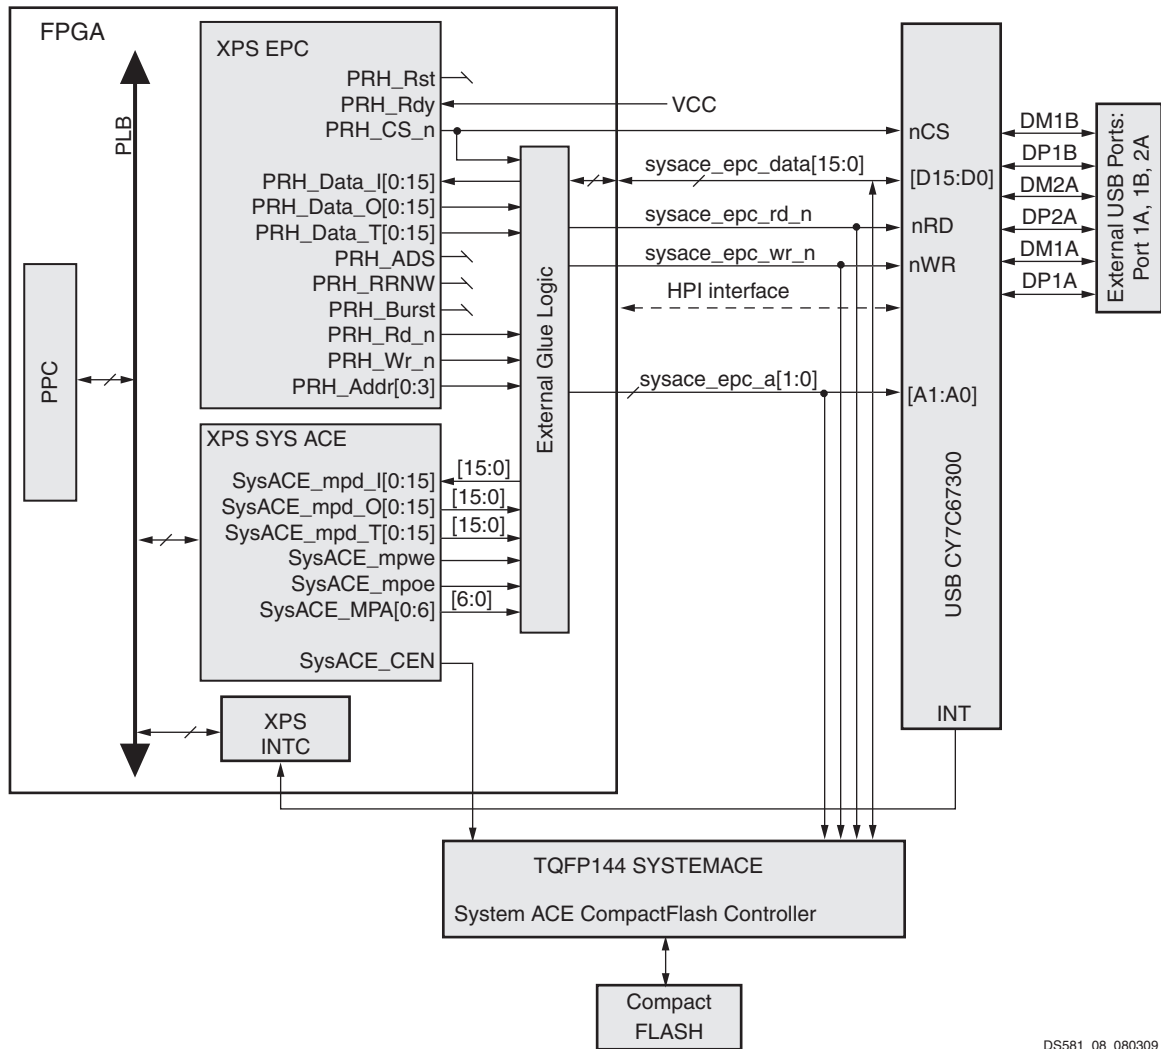 FPGA
PLB
PPC
XPS EPC
PRH_Rst
PRH_Rdy
PRH_CS_n
PRH_Data_I[0:15]
PRH_Data_O[0:15]
PRH_Data_T[0:15]
PRH_ADS
PRH_RRNW
PRH_Burst
PRH_Rd_n
PRH_Wr_n
PRH_Addr[0:3]
XPS SYS ACE
SysACE_mpd_I[0:15]
SysACE_mpd_O[0:15]
SysACE_mpd_T[0:15]
SysACE_mpwe
SysACE_mpoe
SysACE_MPA[0:6]
SysACE_CEN
[15:0]
[15:0]
[15:0]
[6:0]
XPS
INTC
External Glue Logic
VCC
sysace_epc_data[15:0]
sysace_epc_rd_n
sysace_epc_wr_n
HPI interface
sysace_epc_a[1:0]
nCS
[D15:D0]
nRD
nWR
[A1:A0]
USB CY7C67300
INT
DM1B
DP1B
DM2A
DP2A
DM1A
DP1A
External USB Ports:
Port 1A, 1B, 2A
TQFP144 SYSTEMACE
System ACE CompactFlash Controller
Compact
FLASH
DS581_08_080309